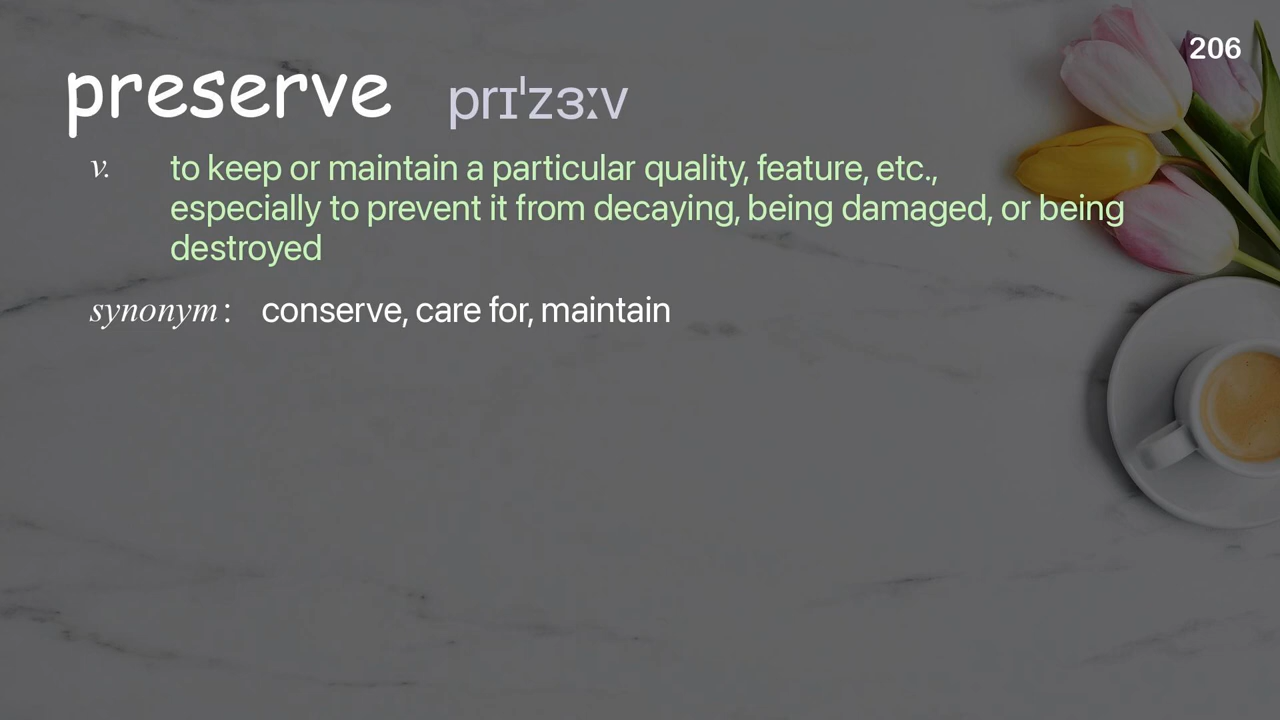 206
preserve prɪˈzɜːv
v. to keep or maintain a particular quality, feature, etc.,
especially to prevent it from decaying, being damaged, or being
destroyed
synonym : conserve, care for, maintain